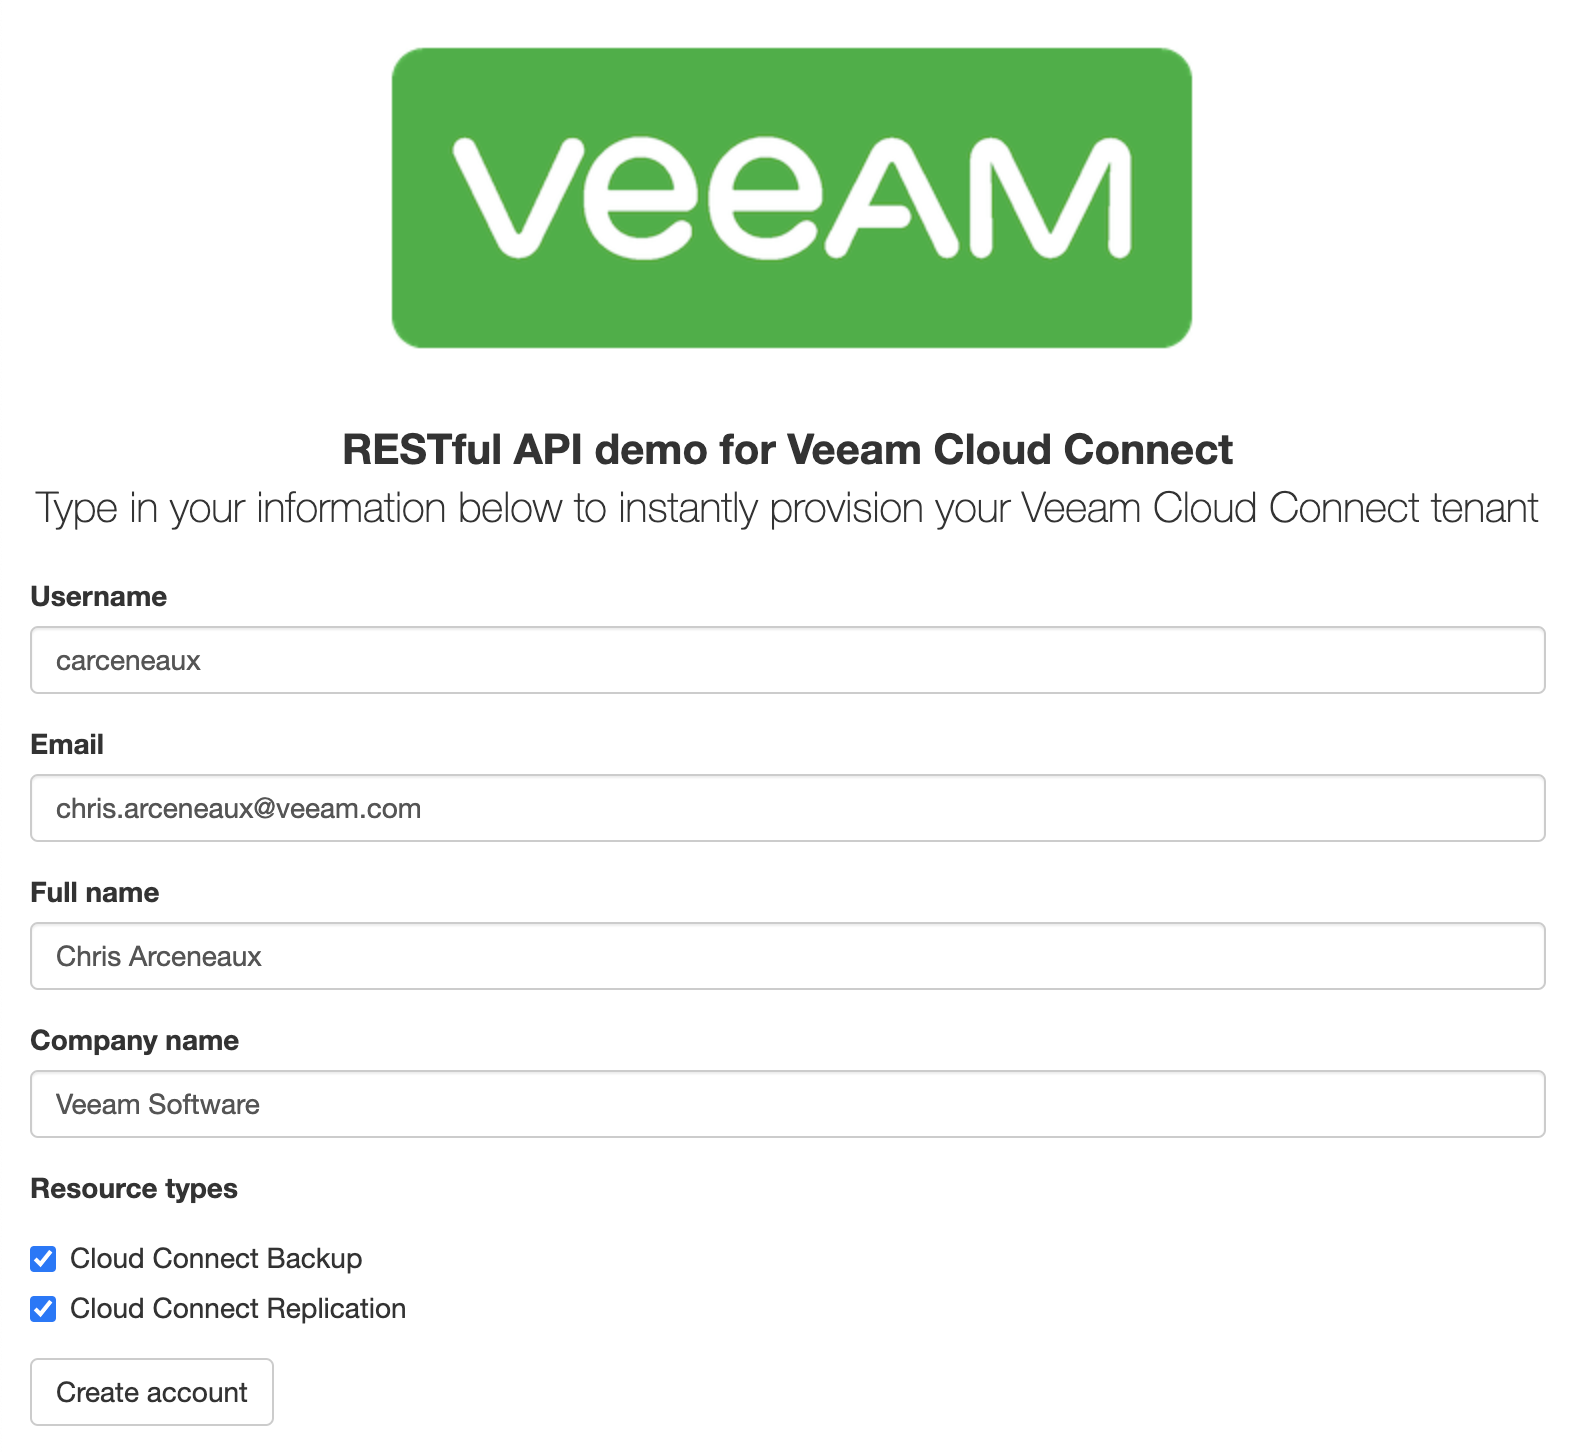 veeAM
RESTful API demo for Veeam Cloud Connect
Type in your information below to instantly provision your Veeam Cloud Connect tenant
Username
carceneaux
Email
chris.arceneaux@veeam.com
Full name
Chris Arceneaux
Company name
Veeam Software
Resource types
Cloud Connect Backup
Cloud Connect Replication
Create account